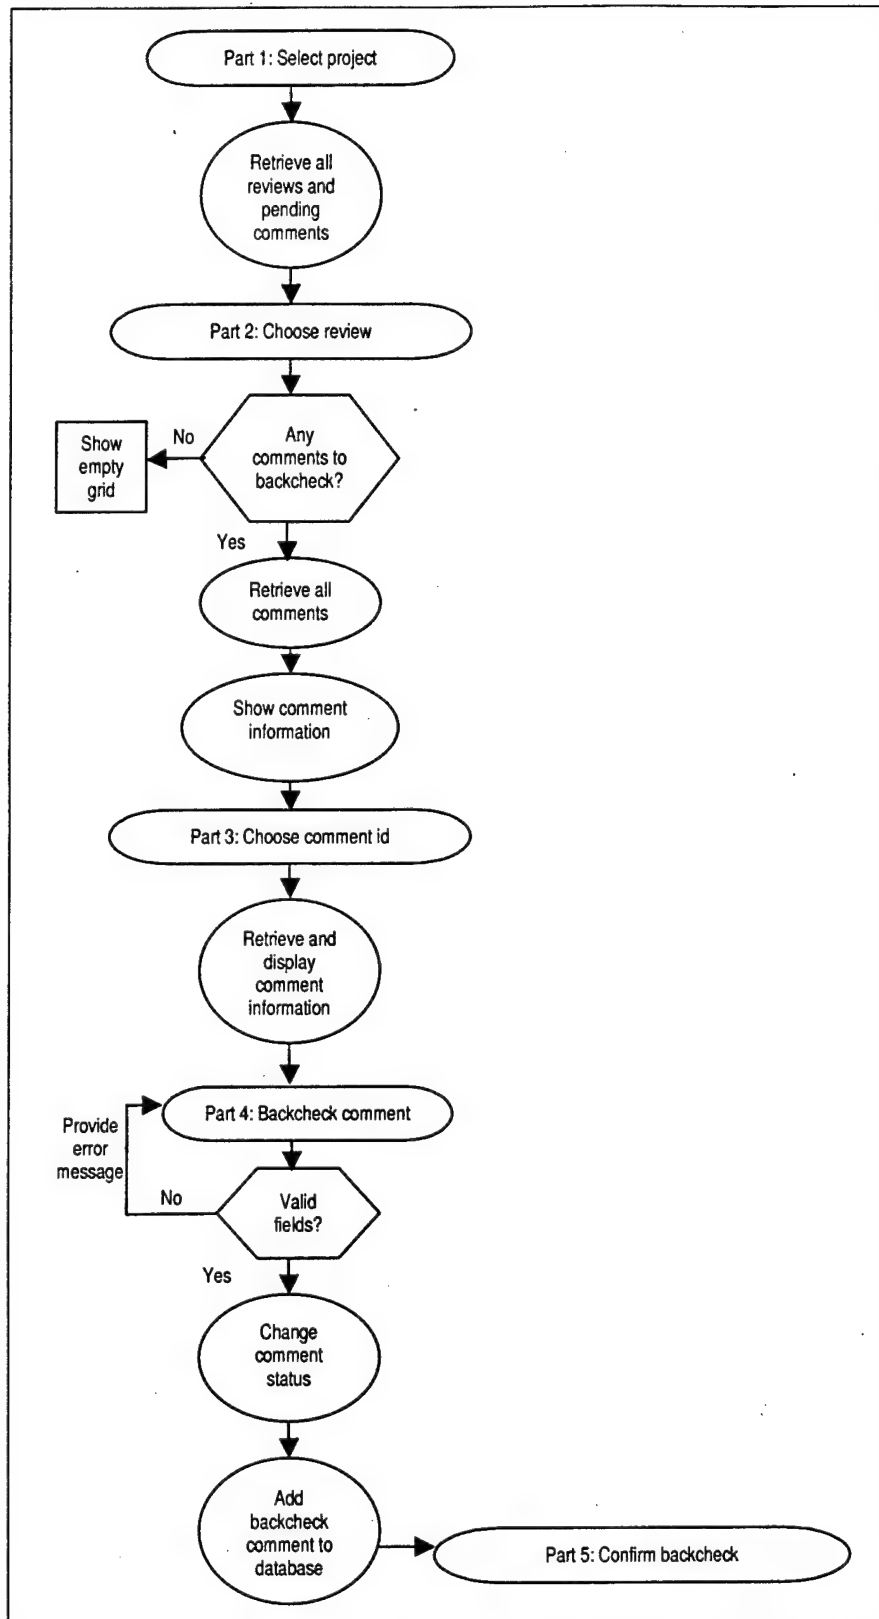 Part 1: Select project
Retrieve all
reviews and
pending
comments
Part 2: Choose review
Any
comments to
backcheck?
No
Show
empty
grid
Yes
Retrieve all
comments
Show comment
information
Part 3: Choose comment id
Retrieve and
display
comment
information
Part 4: Backcheck comment
Provide
error
message
No
Valid
fields?
Yes
Change
comment
status
Add
backcheck
comment to
database
Part 5: Confirm backcheck